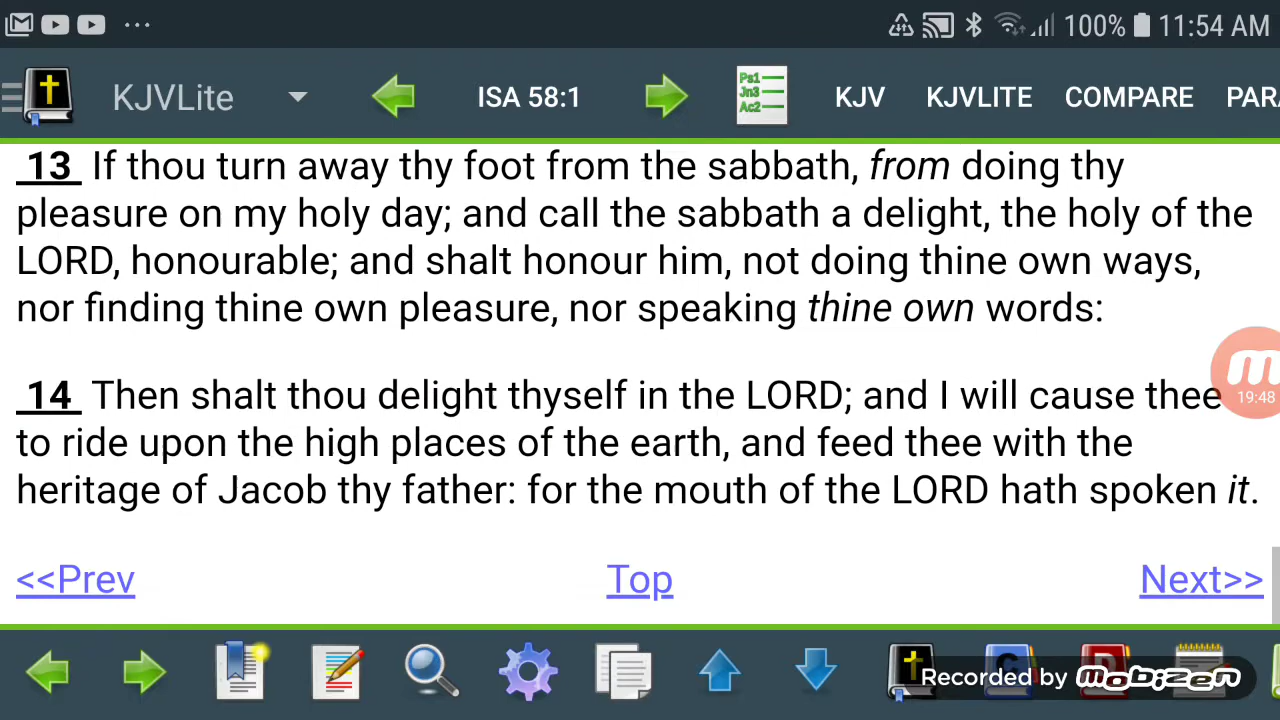 ... 100% 11:54 AM
KJVLite ISA 58:1 Ps1 Jn3 Ac2 KJV KJVLITE COMPARE PAR
13 If thou turn away thy foot from the sabbath, from doing thy
pleasure on my holy day; and call the sabbath a delight, the holy of the
LORD, honourable; and shalt honour him, not doing thine own ways,
nor finding thine own pleasure, nor speaking thine own words:
19:48
14 Then shalt thou delight thyself in the LORD; and I will cause thee
to ride upon the high places of the earth, and feed thee with the
heritage of Jacob thy father: for the mouth of the LORD hath spoken it.
<<Prev Top Next>>
Recorded by mobizen